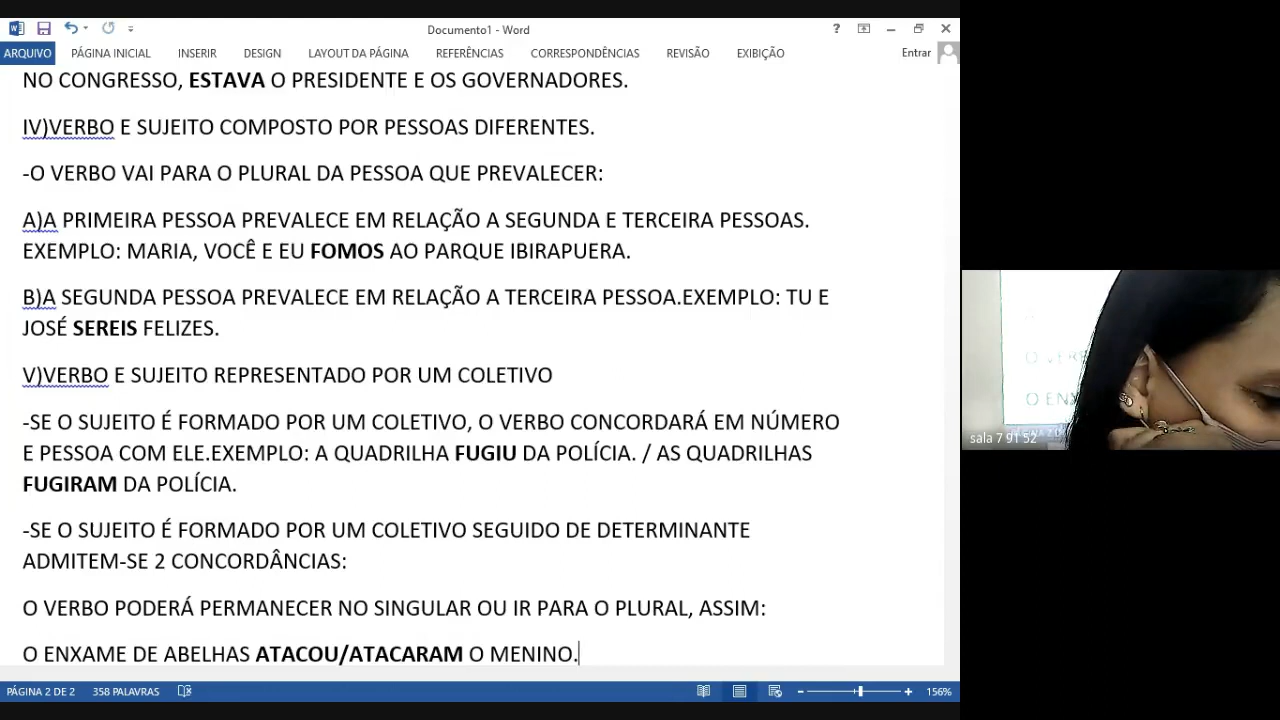 Documento1 - Word
?
ARQUIVO PÁGINA INICIAL INSERIR DESIGN LAYOUT DA PÁGINA REFERÊNCIAS CORRESPONDÊNCIAS REVISÃO EXIBIÇÃO Entrar
NO CONGRESSO, ESTAVA O PRESIDENTE E OS GOVERNADORES.
IV)VERBO E SUJEITO COMPOSTO POR PESSOAS DIFERENTES.
-O VERBO VAI PARA O PLURAL DA PESSOA QUE PREVALECER:
A)A PRIMEIRA PESSOA PREVALECE EM RELAÇÃO A SEGUNDA E TERCEIRA PESSOAS.
EXEMPLO: MARIA, VOCÊ E EU FOMOS AO PARQUE IBIRAPUERA.
B)A SEGUNDA PESSOA PREVALECE EM RELAÇÃO A TERCEIRA PESSOA.EXEMPLO: TU E
JOSÉ SEREIS FELIZES.
V)VERBO E SUJEITO REPRESENTADO POR UM COLETIVO
-SE O SUJEITO É FORMADO POR UM COLETIVO, O VERBO CONCORDARÁ EM NÚMERO
E PESSOA COM ELE.EXEMPLO: A QUADRILHA FUGIU DA POLÍCIA. / AS QUADRILHAS
FUGIRAM DA POLÍCIA.
-SE O SUJEITO É FORMADO POR UM COLETIVO SEGUIDO DE DETERMINANTE
ADMITEM-SE 2 CONCORDÂNCIAS:
O VERBO PODERÁ PERMANECER NO SINGULAR OU IR PARA O PLURAL, ASSIM:
O ENXAME DE ABELHAS ATACOU/ATACARAM O MENINO.
PÁGINA 2 DE 2 358 PALAVRAS 156%
O VERB
O ENX
sala 7 91 52